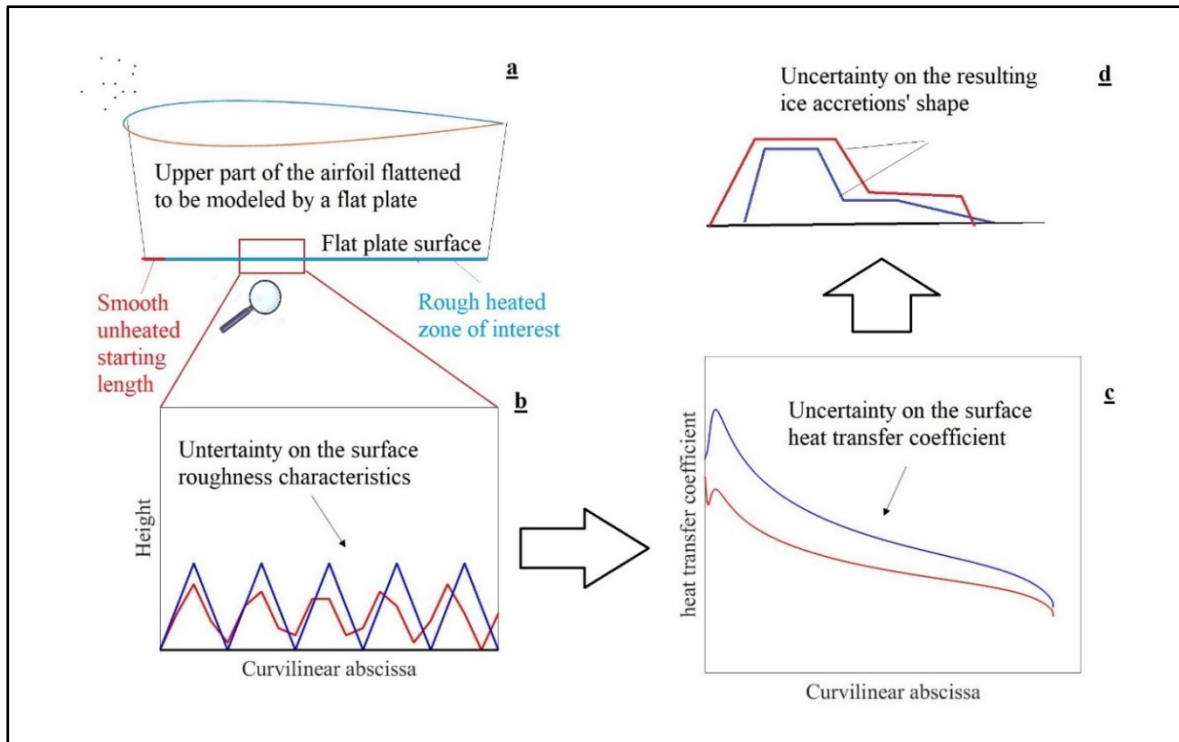 a
Upper part of the airfoil flattened
to be modeled by a flat plate
Flat plate surface
Smooth
unheated
starting
length
Rough heated
zone of interest
b
Untertainty on the surface
roughness characteristics
Height
Curvilinear abscissa
c
Uncertainty on the surface
heat transfer coefficient
heat transfer coefficient
Curvilinear abscissa
d
Uncertainty on the resulting
ice accretions' shape